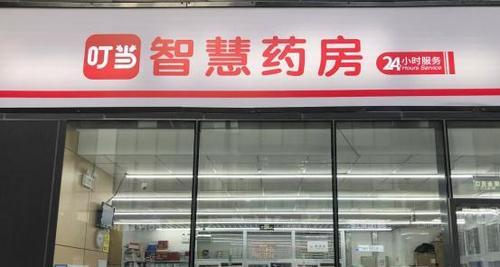 叮当 智慧药房 24小时服务
Hours Service